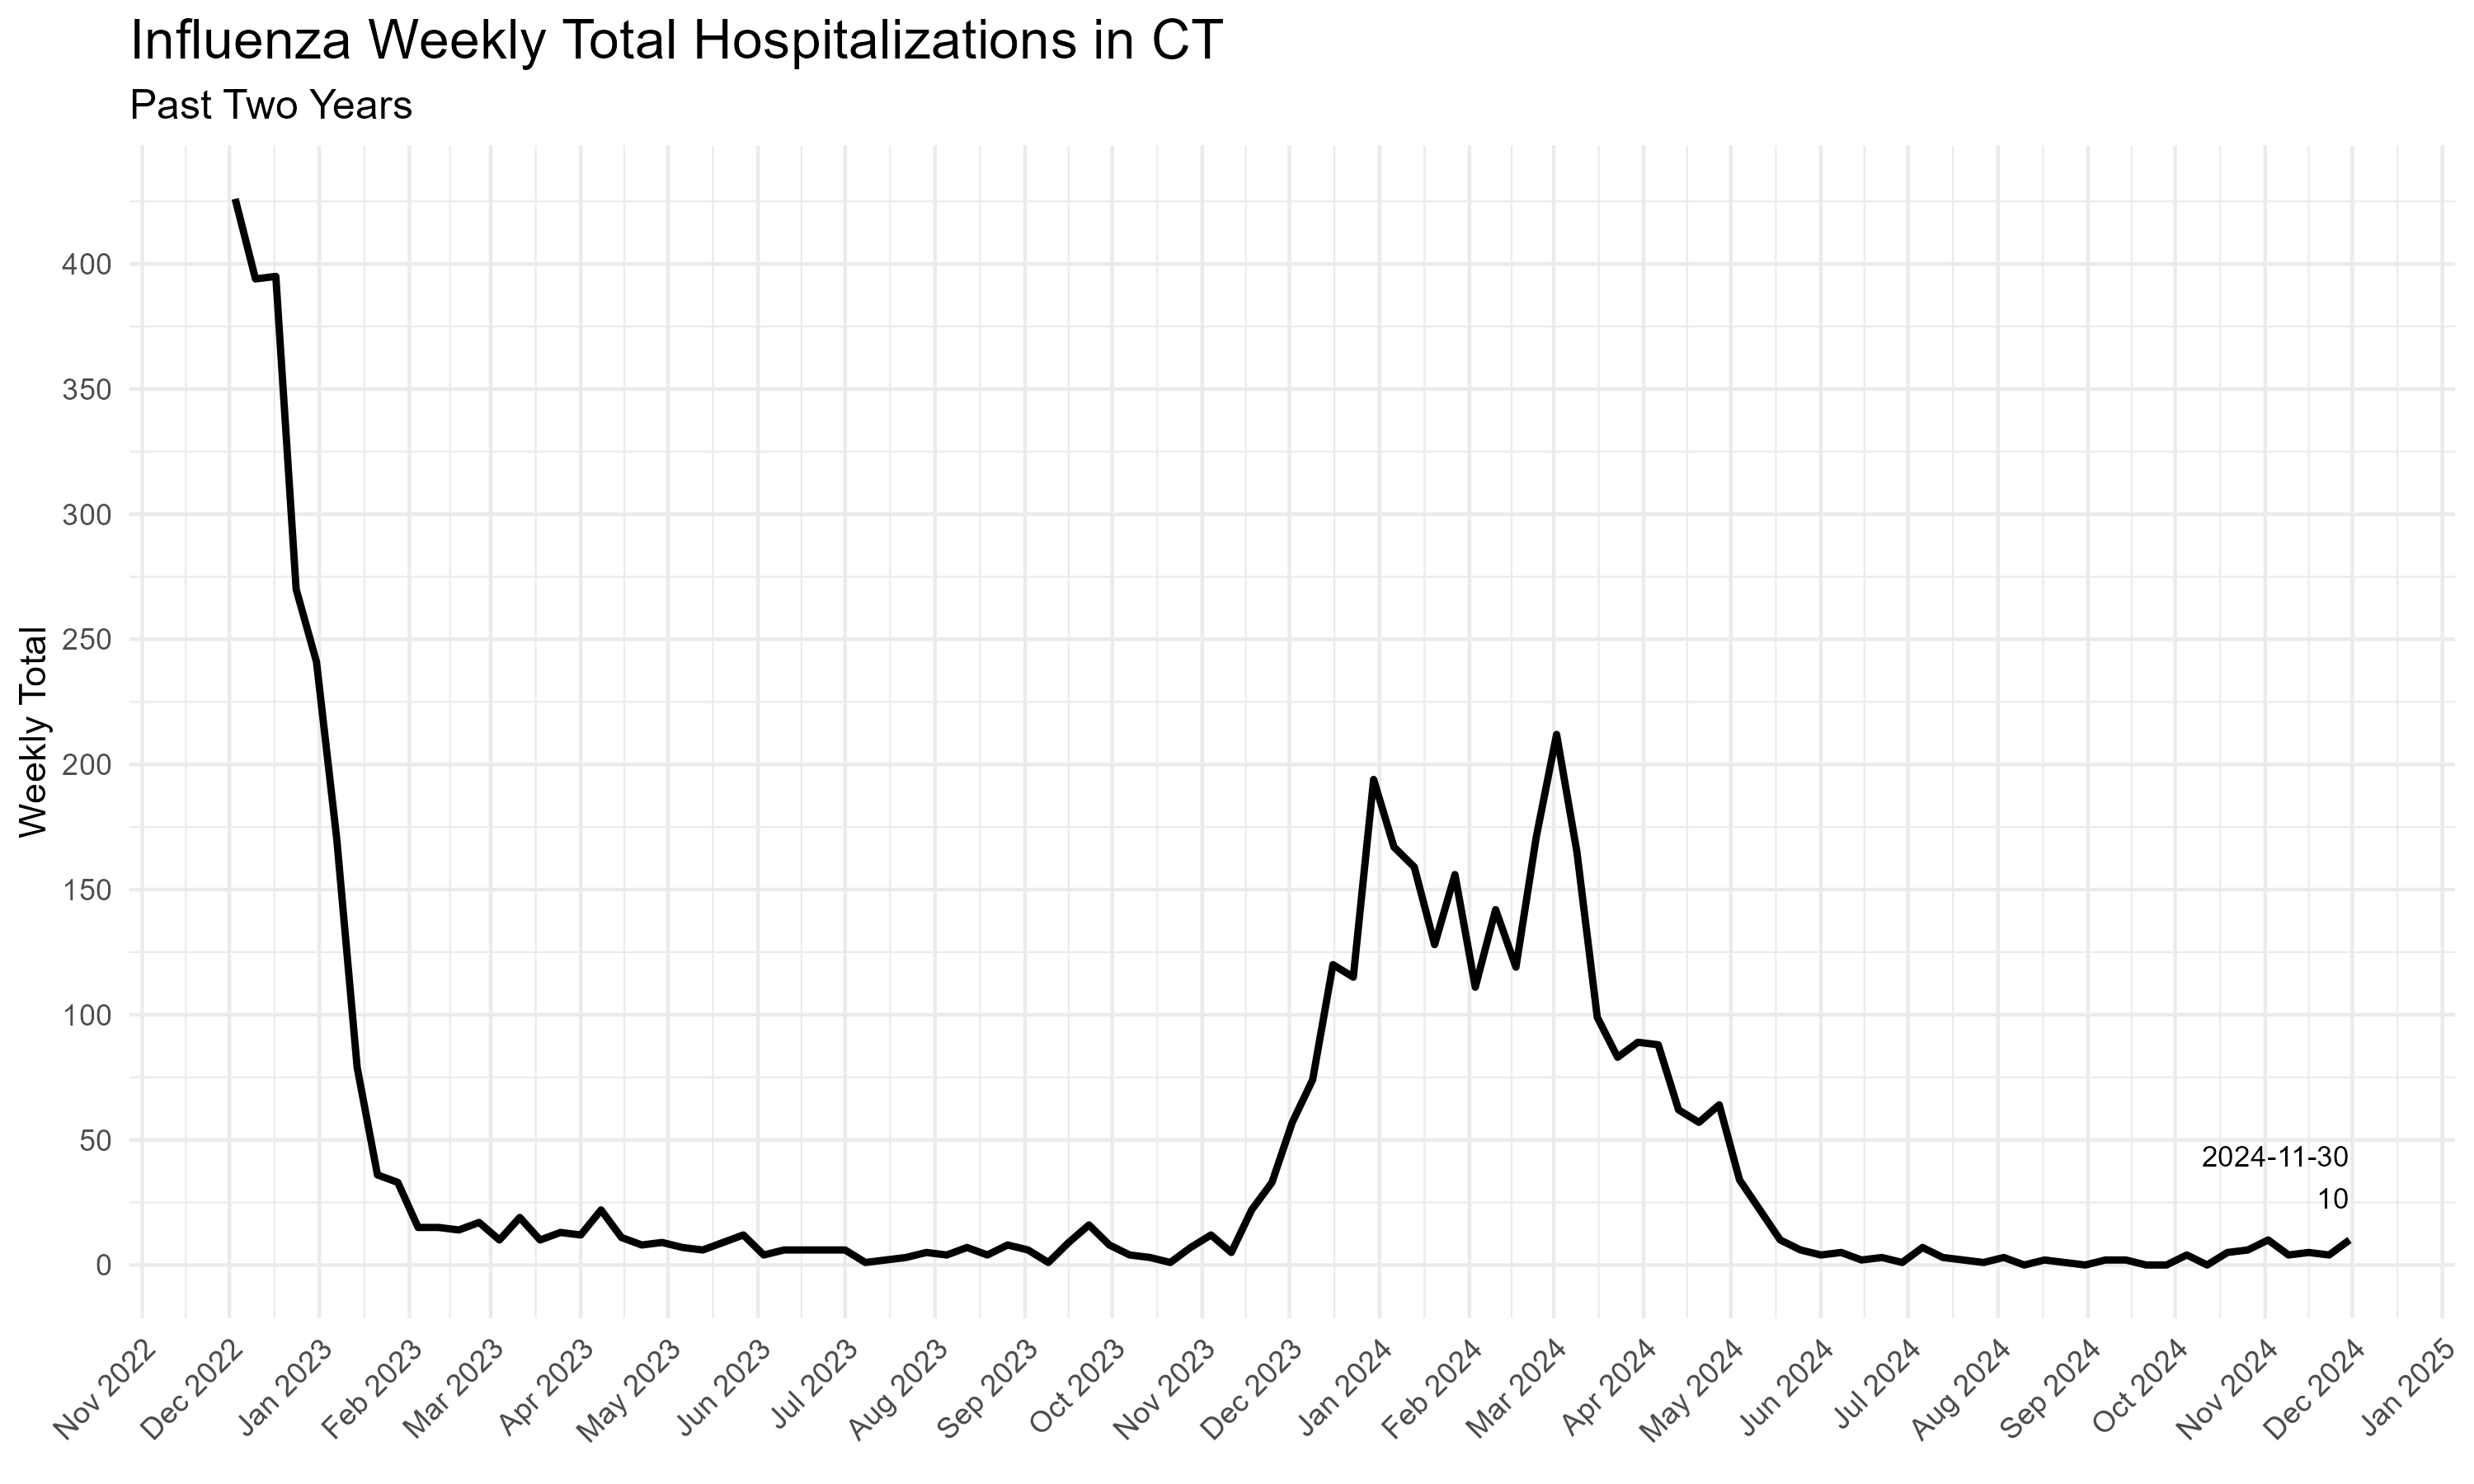 Influenza Weekly Total Hospitalizations in CT
Past Two Years
Weekly Total
400
350
300
250
200
150
100
50
0
2024-11-30
10
Nov 2022
Dec 2022
Jan 2023
Feb 2023
Mar 2023
Apr 2023
May 2023
Jun 2023
Jul 2023
Aug 2023
Sep 2023
Oct 2023
Nov 2023
Dec 2023
Jan 2024
Feb 2024
Mar 2024
Apr 2024
May 2024
Jun 2024
Jul 2024
Aug 2024
Sep 2024
Oct 2024
Nov 2024
Dec 2024
Jan 2025